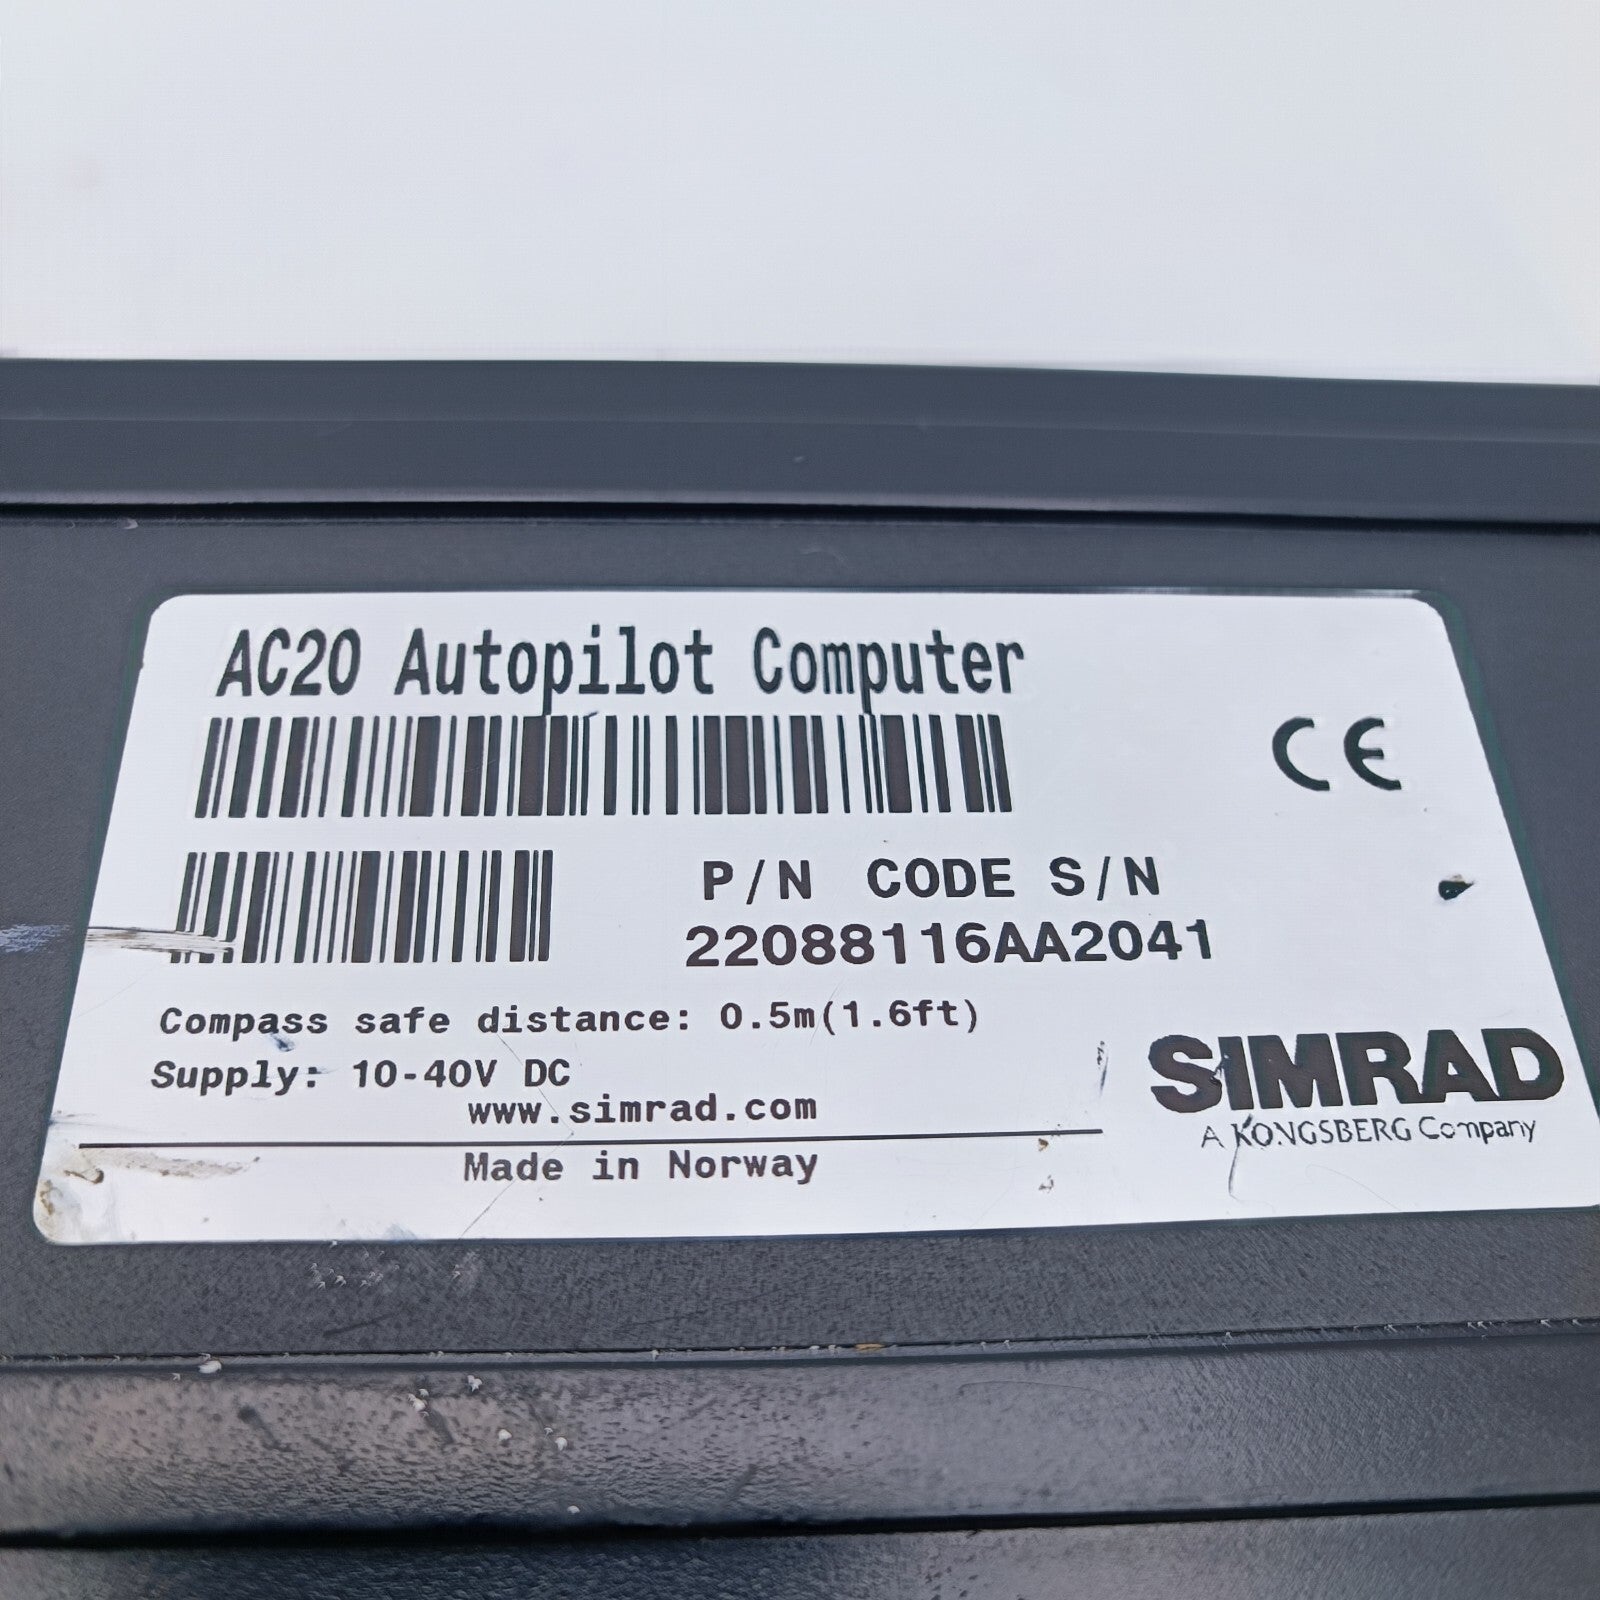 AC20 Autopilot Computer
CE
P/N CODE S/N
22088116AA2041
Compass safe distance: 0.5m(1.6ft)
Supply: 10-40V DC
www.simrad.com
SIMRAD
A KONGSBERG Company
Made in Norway